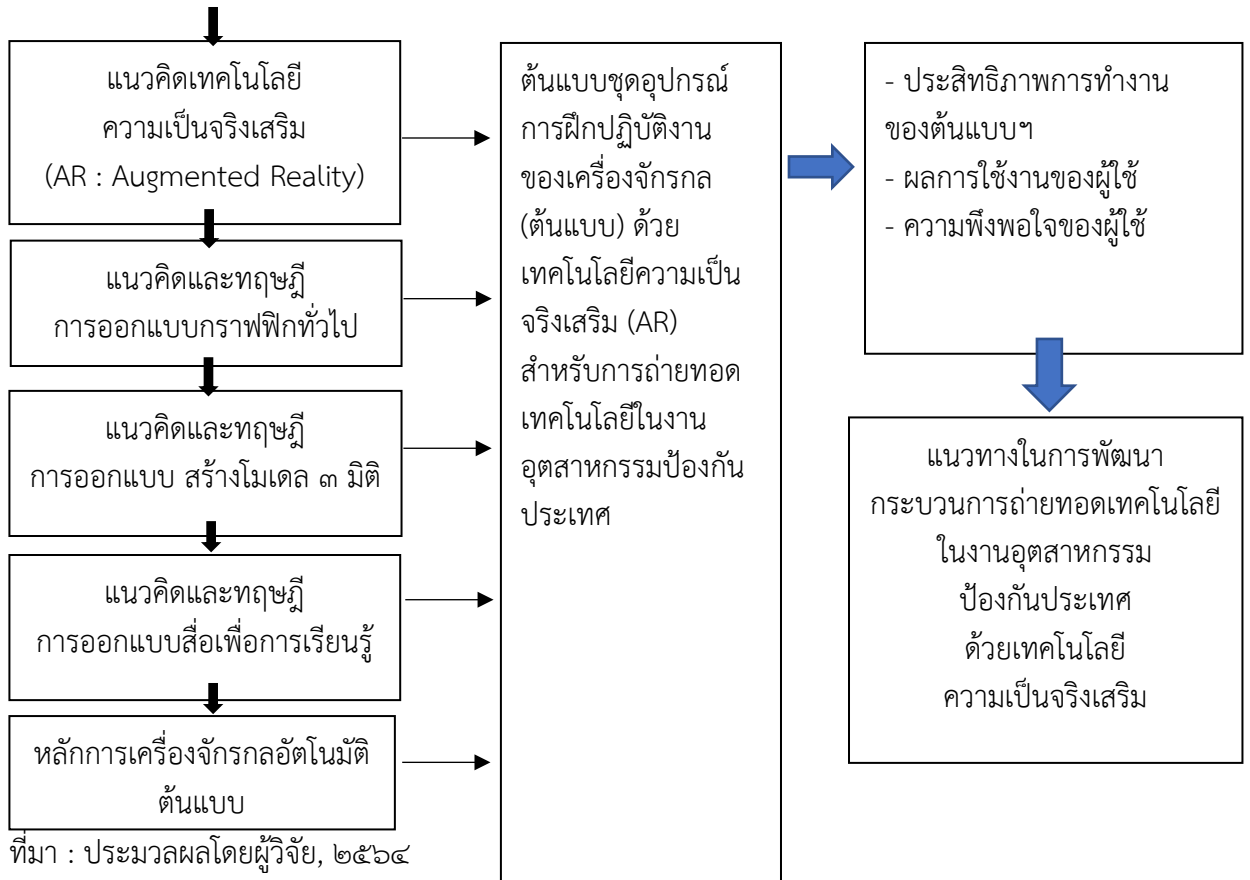 แนวคิดเทคโนโลยี
ความเป็นจริงเสริม
(AR : Augmented Reality)
แนวคิดและทฤษฎี
การออกแบบกราฟฟิกทั่วไป
แนวคิดและทฤษฎี
การออกแบบ สร้างโมเดล ๓ มิติ
แนวคิดและทฤษฎี
การออกแบบสื่อเพื่อการเรียนรู้
หลักการเครื่องจักรกลอัตโนมัติ
ต้นแบบ
ต้นแบบชุดอุปกรณ์
การฝึกปฏิบัติงาน
ของเครื่องจักรกล
(ต้นแบบ) ด้วย
เทคโนโลยีความเป็น
จริงเสริม (AR)
สำหรับการถ่ายทอด
เทคโนโลยีในงาน
อุตสาหกรรมป้องกัน
ประเทศ
- ประสิทธิภาพการทำงาน
ของต้นแบบฯ
- ผลการใช้งานของผู้ใช้
- ความพึงพอใจของผู้ใช้
แนวทางในการพัฒนา
กระบวนการถ่ายทอดเทคโนโลยี
ในงานอุตสาหกรรม
ป้องกันประเทศ
ด้วยเทคโนโลยี
ความเป็นจริงเสริม
ที่มา : ประมวลผลโดยผู้วิจัย, ๒๕๖๔